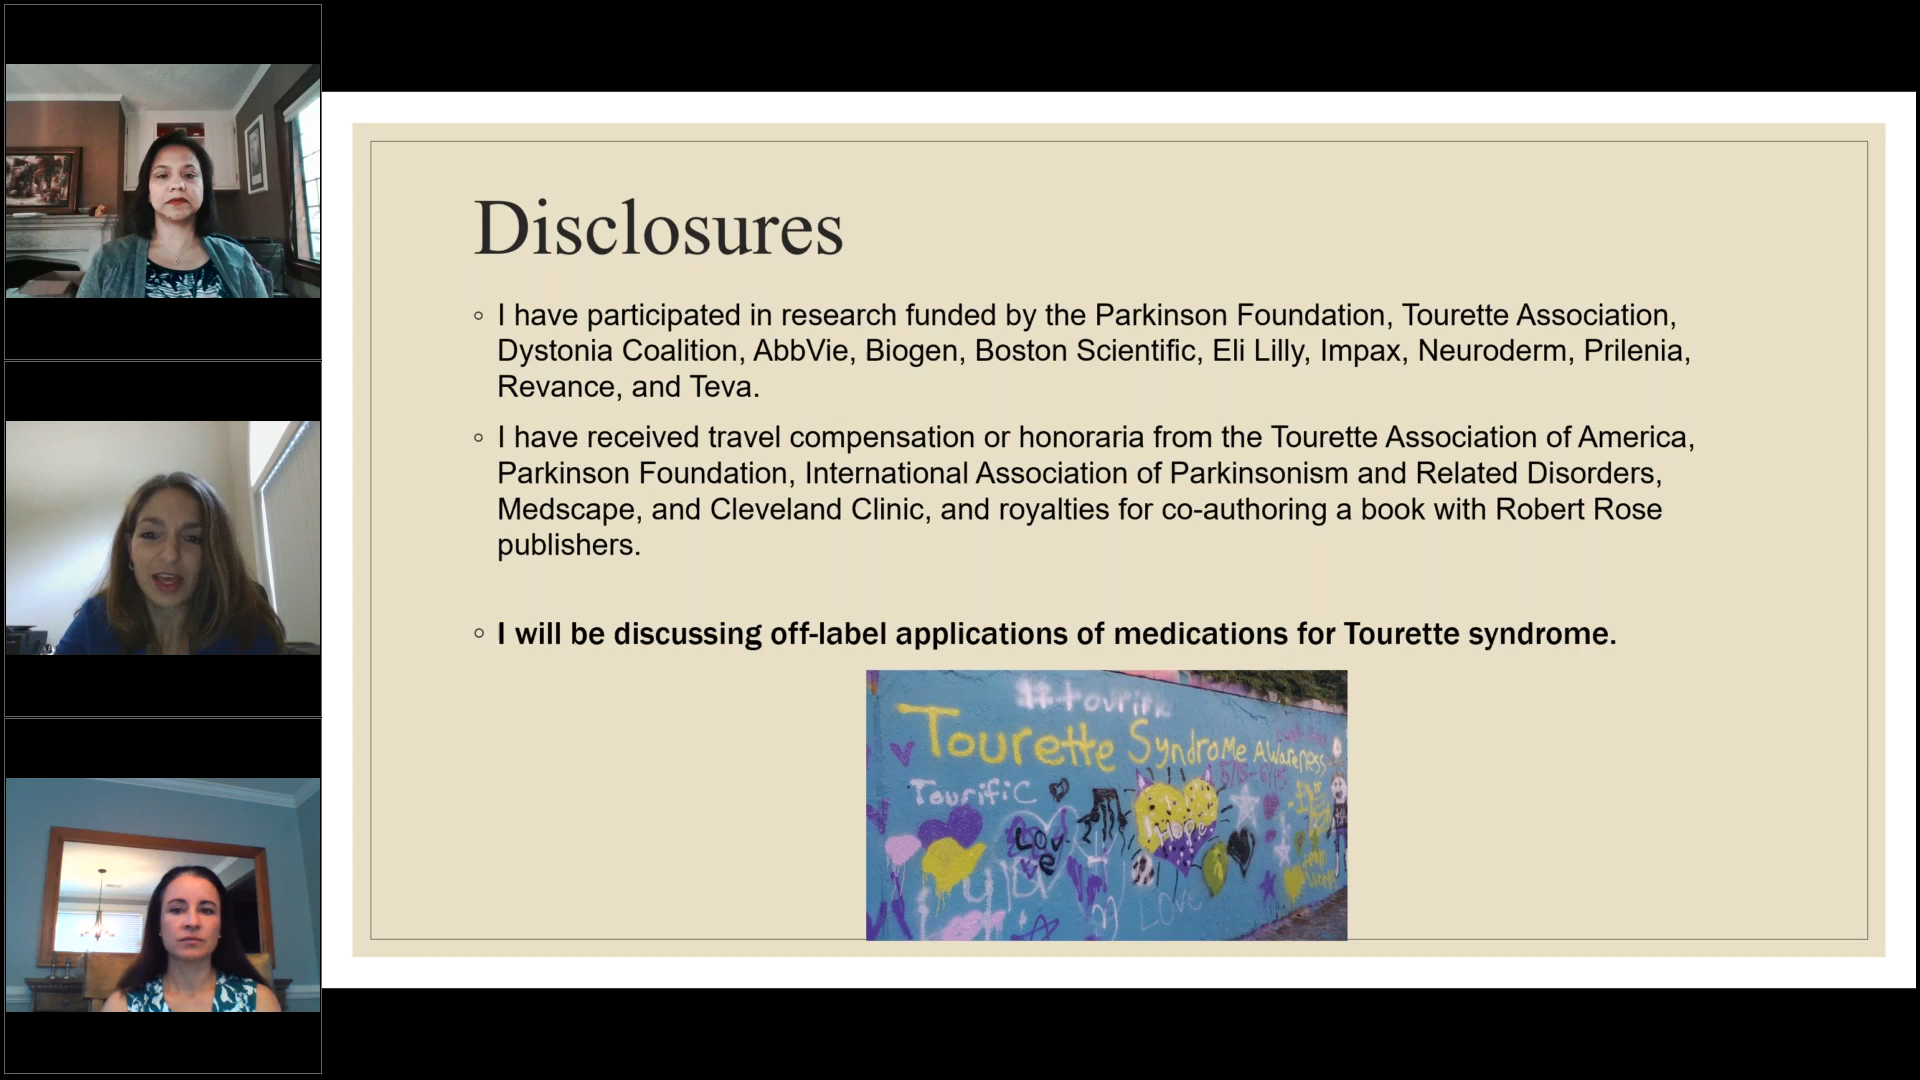 Disclosures
◦ I have participated in research funded by the Parkinson Foundation, Tourette Association,
Dystonia Coalition, AbbVie, Biogen, Boston Scientific, Eli Lilly, Impax, Neuroderm, Prilenia,
Revance, and Teva.
◦ I have received travel compensation or honoraria from the Tourette Association of America,
Parkinson Foundation, International Association of Parkinsonism and Related Disorders,
Medscape, and Cleveland Clinic, and royalties for co-authoring a book with Robert Rose
publishers.
◦ I will be discussing off-label applications of medications for Tourette syndrome.
Tourette Syndrome Awareness
Tourific
Love
HOPE
Love